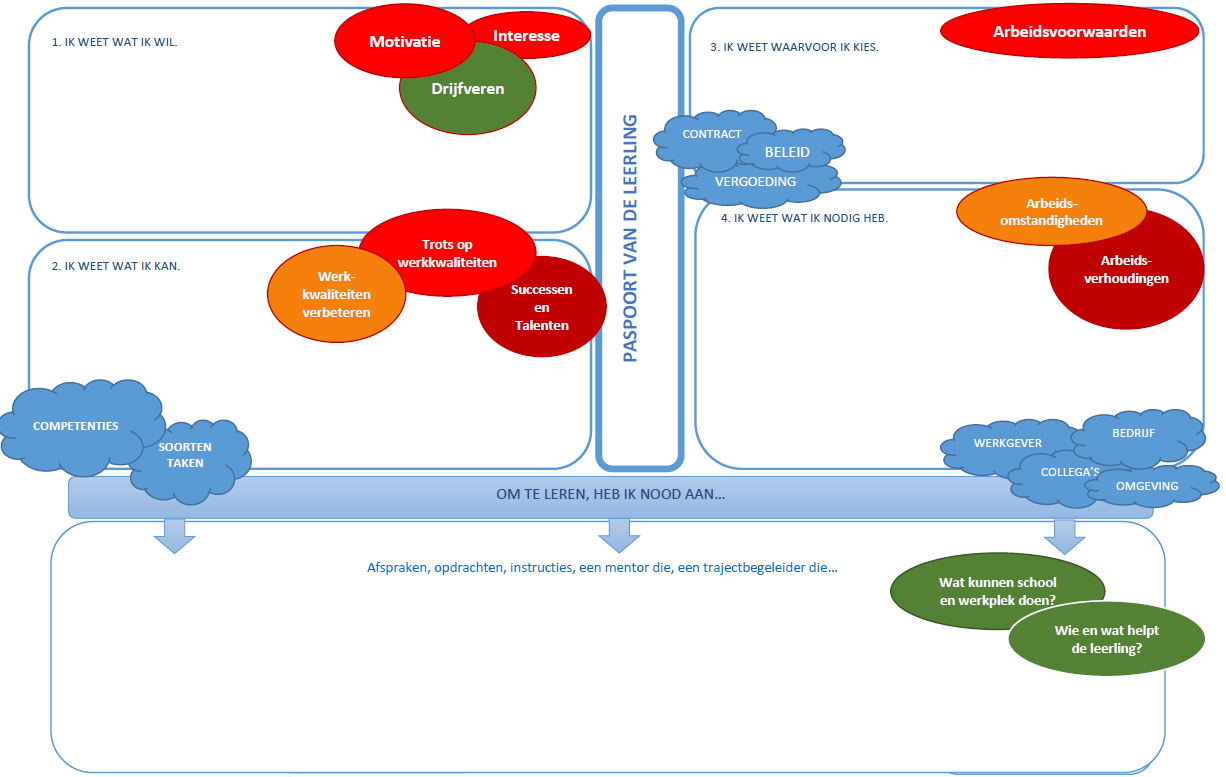 1. IK WEET WAT IK WIL.
Motivatie
Interesse
Drijfveren
2. IK WEET WAT IK KAN.
Trots op
werkkwaliteiten
Werk-
kwaliteiten
verbeteren
Successen
en
Talenten
COMPETENTIES
SOORTEN
TAKEN
PASPOORT VAN DE LEERLING
3. IK WEET WAARVOOR IK KIES.
Arbeidsvoorwaarden
CONTRACT
BELEID
VERGOEDING
4. IK WEET WAT IK NODIG HEB.
Arbeids-
omstandigheden
Arbeids-
verhoudingen
WERKGEVER
BEDRIJF
COLLEGA'S
OMGEVING
OM TE LEREN, HEB IK NOOD AAN…
Afspraken, opdrachten, instructies, een mentor die, een trajectbegeleider die…
Wat kunnen school
en werkplek doen?
Wie en wat helpt
de leerling?